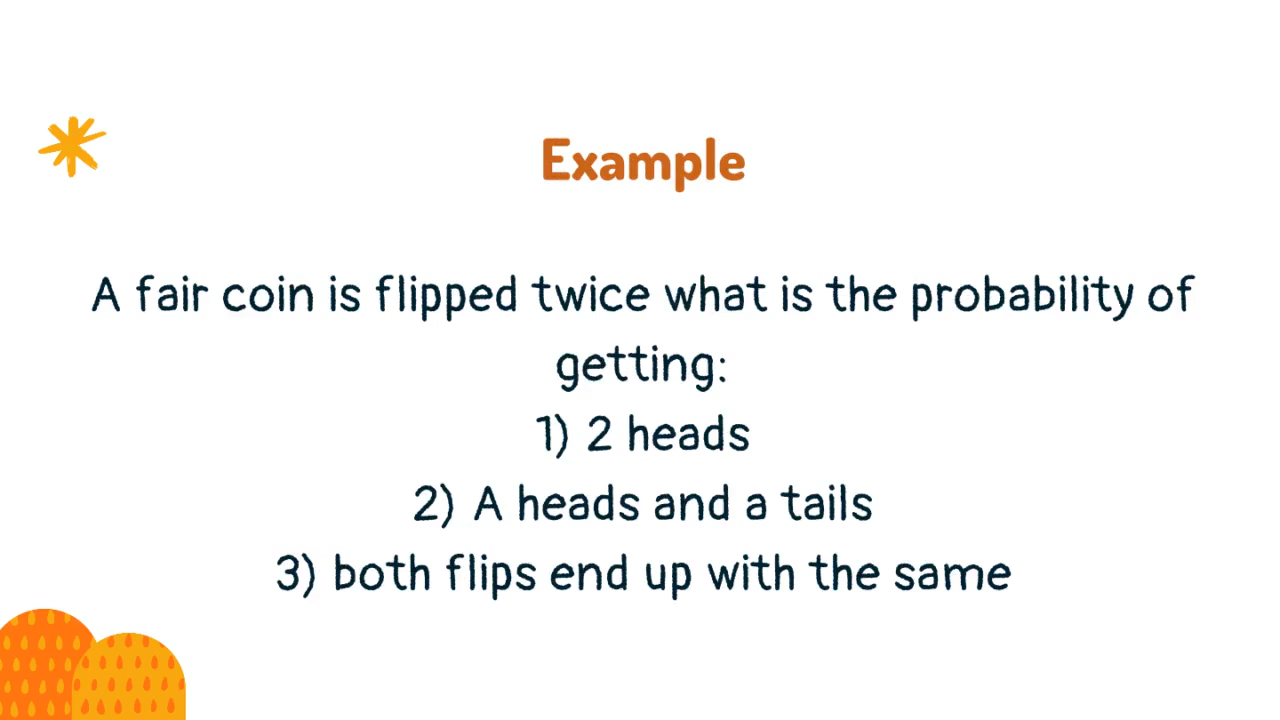 Example
A fair coin is flipped twice what is the probability of
getting:
1) 2 heads
2) A heads and a tails
3) both flips end up with the same